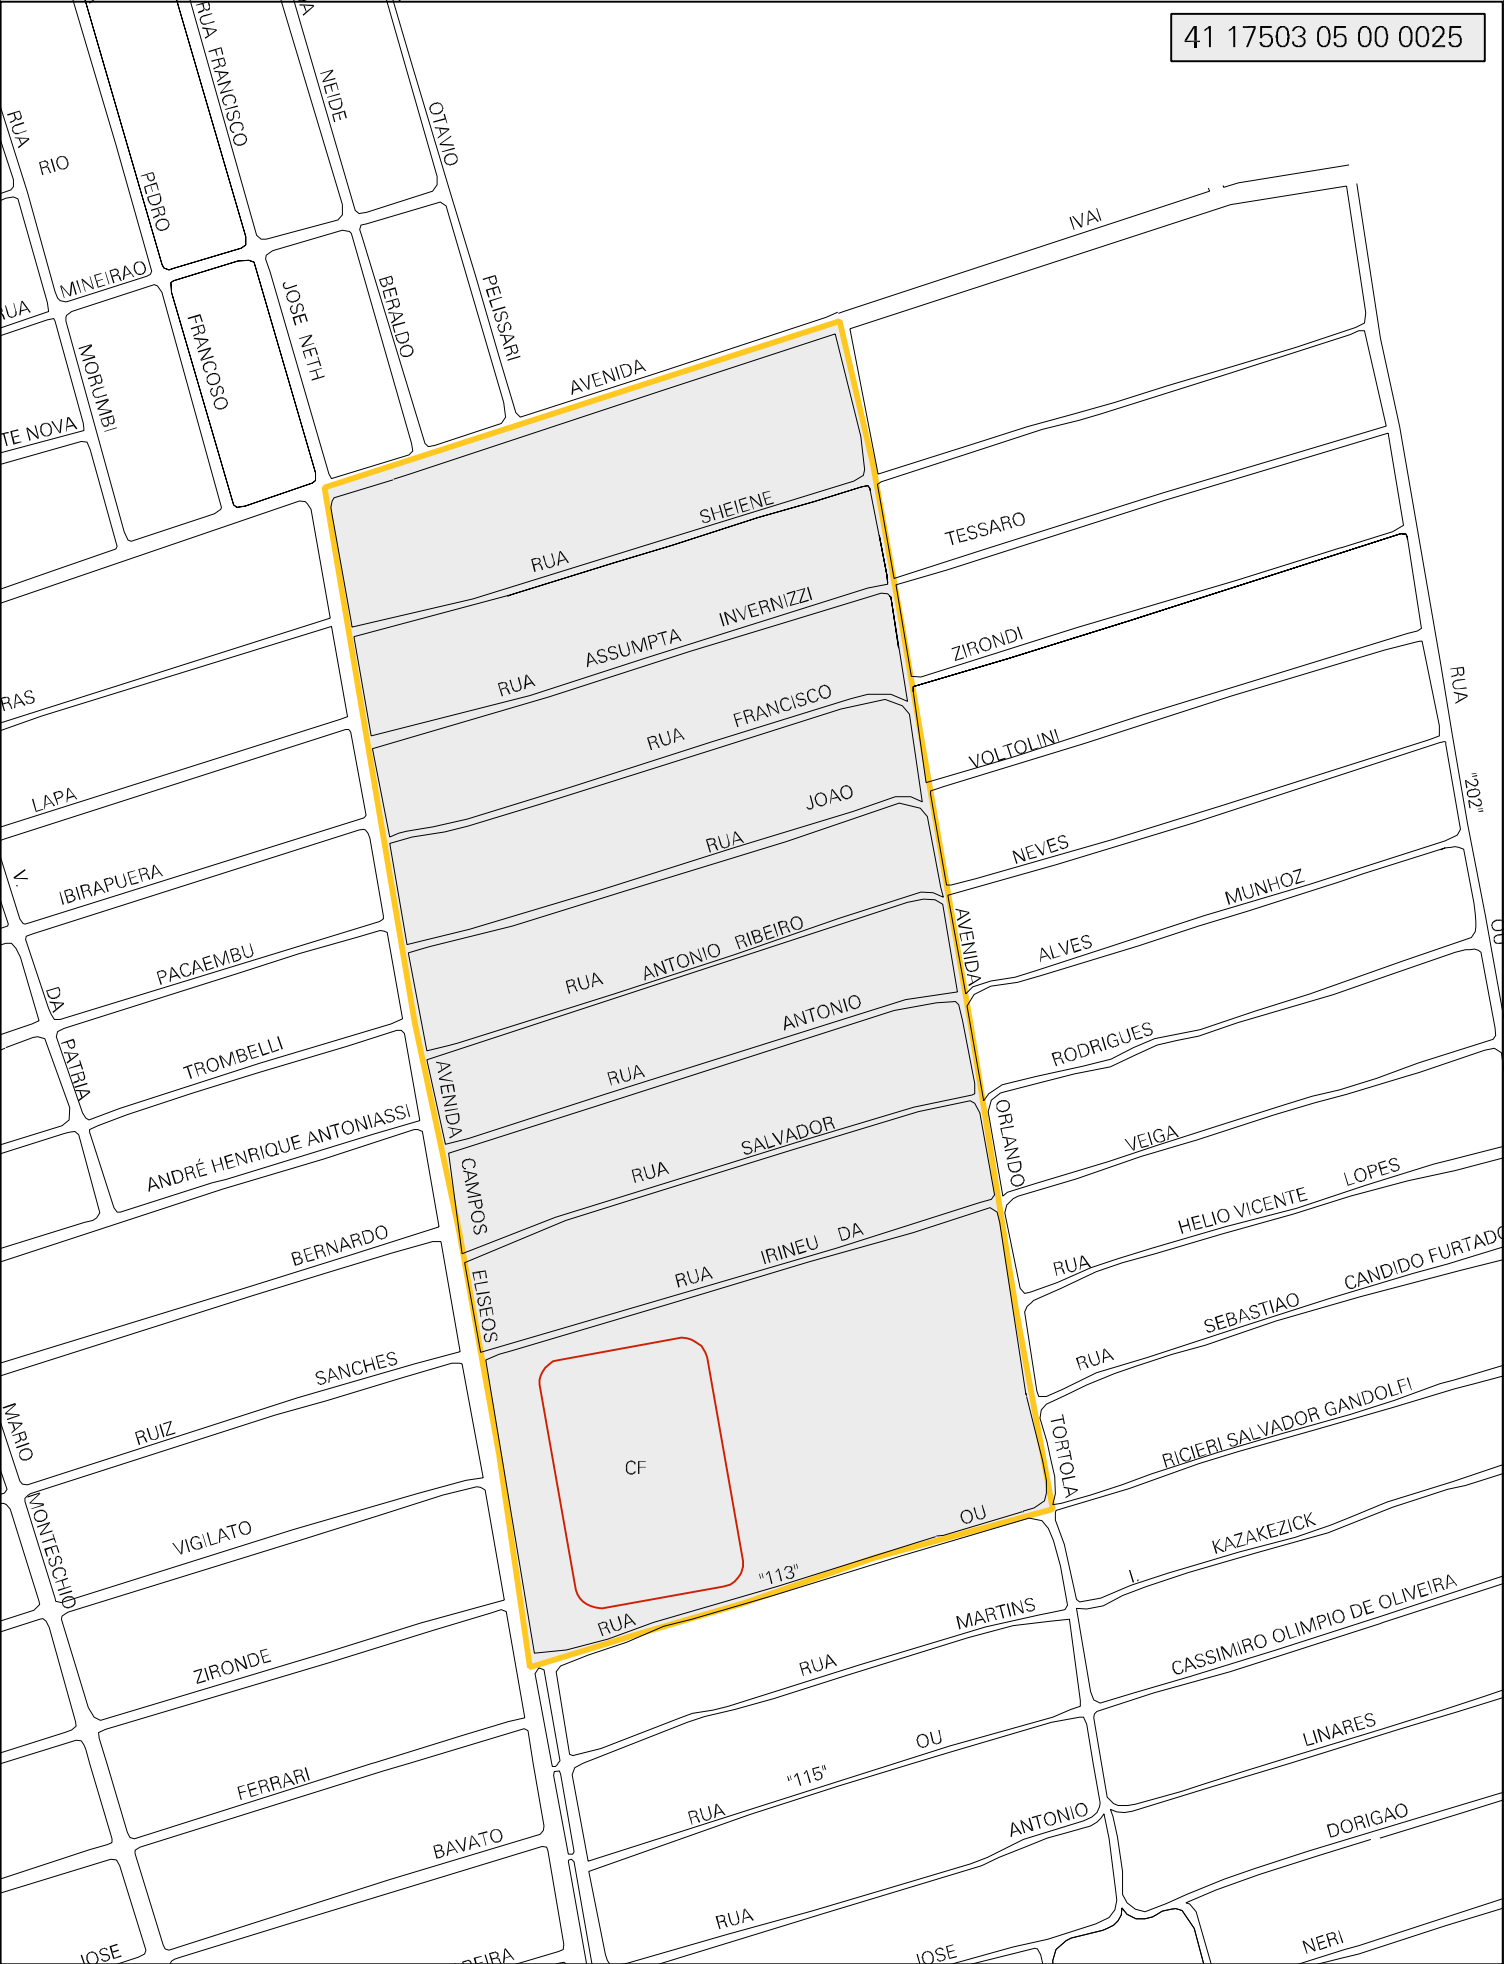 41 17503 05 00 0025
RUA FRANCISCO
NEIDE
OTAVIO
RUA
RIO
PEDRO
IVAI
MINEIRAO
JOSE NETH
BERALDO
PELISSARI
FRANCOSO
MORUMBI
AVENIDA
TE NOVA
RUA SHEIENE
TESSARO
RUA ASSUMPTA INVERNIZZI
ZIRONDI
RAS
RUA FRANCISCO
VOLTOLINI
RUA
"202"
OU
LAPA
RUA JOAO
NEVES
V.
DA
PATRIA
IBIRAPUERA
MUNHOZ
ALVES
PACAEMBU
RUA ANTONIO RIBEIRO
AVENIDA
ORLANDO
TORTOLA
TROMBELLI
RUA ANTONIO
RODRIGUES
AVENIDA
CAMPOS
ELISEOS
ANDRÉ HENRIQUE ANTONIASSI
RUA SALVADOR
VEIGA
BERNARDO
RUA IRINEU DA
RUA HELIO VICENTE LOPES
RUA SEBASTIAO CANDIDO FURTADO
RUIZ SANCHES
MARIO
MONTESCHIO
RICIERI SALVADOR GANDOLFI
CF
VIGILATO
RUA "113" OU
I. KAZAKEZICK
RUA MARTINS
CASSIMIRO OLIMPIO DE OLIVEIRA
ZIRONDE
RUA "115" OU
LINARES
FERRARI
RUA ANTONIO
DORIGAO
BAVATO
JOSE
JOSE
NERI